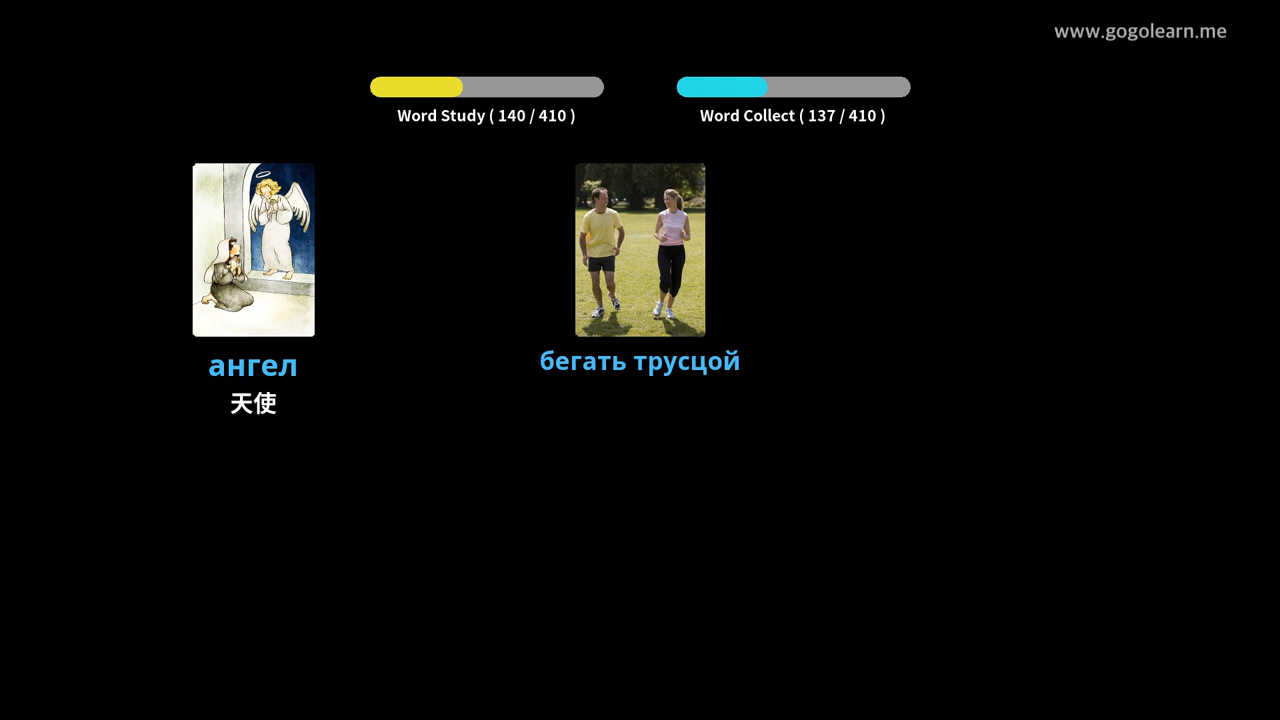 www.gogolearn.me
Word Study ( 140 / 410 )
Word Collect ( 137 / 410 )
ангел
天使
бегать трусцой